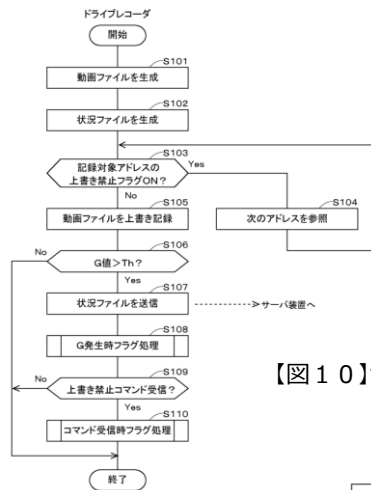 ドライブレコーダ
開始
S101
動画ファイルを生成
S102
状況ファイルを生成
S103
記録対象アドレスの
上書き禁止フラグON?
Yes
No
S104
次のアドレスを参照
S105
動画ファイルを上書き記録
S106
G値>Th?
No
Yes
S107
状況ファイルを送信
サーバ装置へ
S108
G発生時フラグ処理
S109
上書き禁止コマンド受信?
No
Yes
S110
コマンド受信時フラグ処理
終了
【図10】